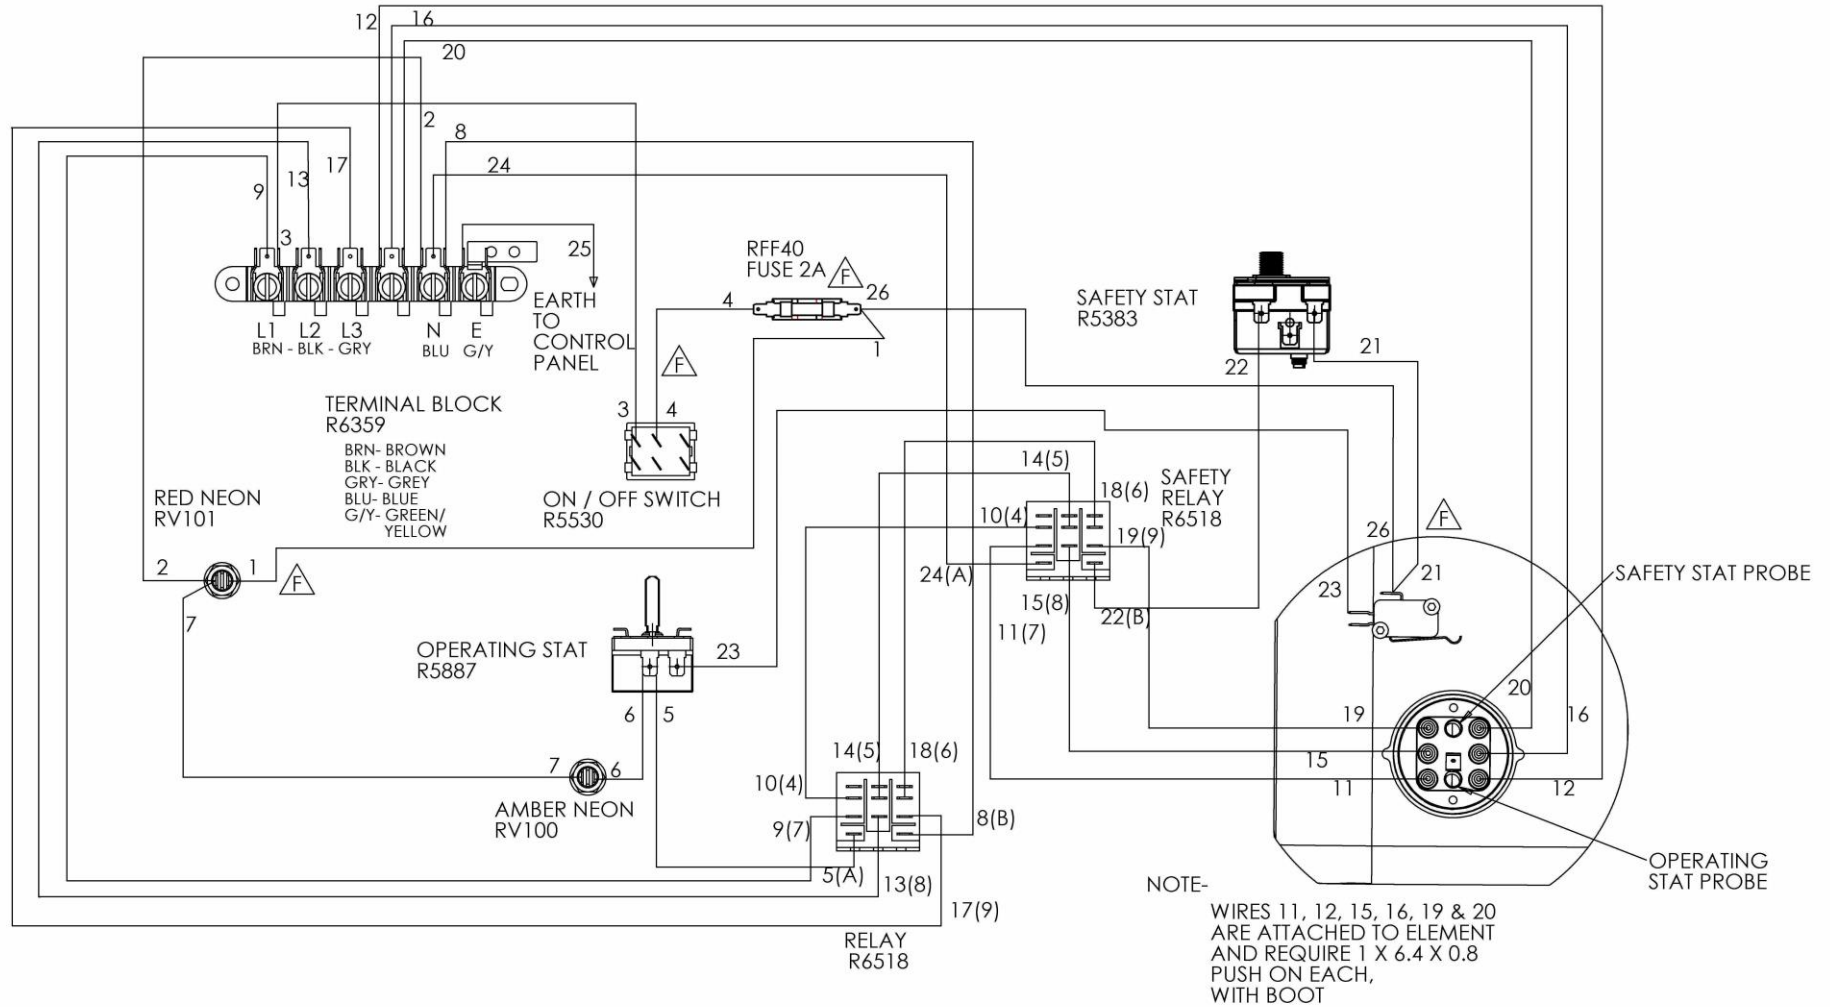 12
16
20
2
8
24
17
13
9
3
25
EARTH
TO
CONTROL
PANEL
L1 L2 L3 N E
BRN - BLK - GRY BLU G/Y
TERMINAL BLOCK
R6359
BRN- BROWN
BLK - BLACK
GRY- GREY
BLU- BLUE
G/Y- GREEN/
YELLOW
RFF40
FUSE 2A
F
4
26
1
F
3 4
ON / OFF SWITCH
R5530
SAFETY STAT
R5383
22
21
RED NEON
RV101
2
1
F
7
OPERATING STAT
R5887
23
6 5
7
6
AMBER NEON
RV100
14(5)
18(6)
SAFETY
RELAY
R6518
10(4)
19(9)
24(A)
15(8)
22(B)
11(7)
14(5) 18(6)
10(4)
9(7)
8(B)
5(A)
13(8)
17(9)
RELAY
R6518
F
26
21
23
SAFETY STAT PROBE
20
19
16
15
11
12
OPERATING
STAT PROBE
NOTE-
WIRES 11, 12, 15, 16, 19 & 20
ARE ATTACHED TO ELEMENT
AND REQUIRE 1 X 6.4 X 0.8
PUSH ON EACH,
WITH BOOT